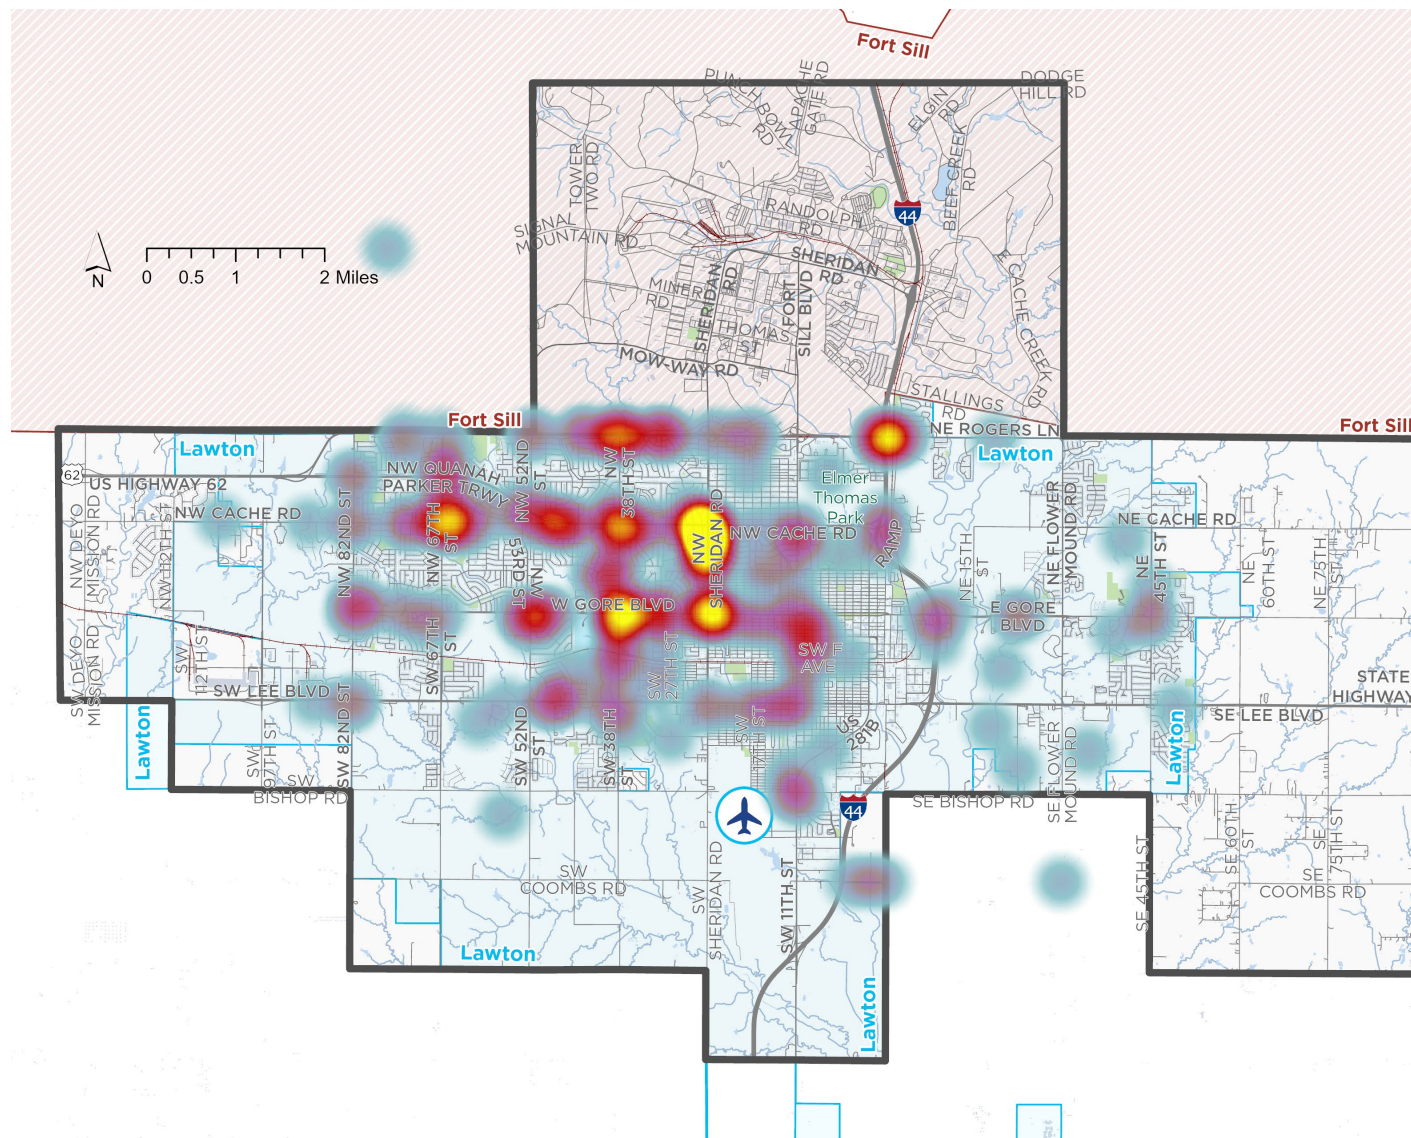 Fort Sill
PUNCH BOWL
RD
APACHE
GATE RD
DODGE
HILL RD
ELGIN
RD
BEEF CREEK
RD
TOWER
TWO RD
RANDOLPH
RD
44
SIGNAL
MOUNTAIN RD
SHERIDAN
RD
E CACHE CREEK RD
N
0 0.5 1 2 Miles
MINER
RD
SHERIDAN
RD
FORT
SILL BLVD
THOMAS
ST
MOW-WAY RD
STALLINGS
RD
Fort Sill
NE ROGERS LN
Fort Sill
Lawton
Lawton
62
US HIGHWAY 62
NW QUANAH
PARKER TRWY
NW 52ND
ST
NW
38TH ST
Elmer
Thomas
Park
NW DEYO
MISSION RD
NW 112TH ST
NW CACHE RD
NW 82ND ST
NW 67TH
ST
NW
53RD ST
NW
SHERIDAN RD
NW CACHE RD
RAMP
NE 15TH
ST
NE FLOWER
MOUND RD
NE CACHE RD
NE
45TH ST
NE
60TH ST
NE 75TH
ST
W GORE BLVD
E GORE
BLVD
SW DEYO
MISSION RD
SW
112TH ST
SW 67TH
ST
SW
27TH ST
SW F
AVE
SW LEE BLVD
STATE
HIGHWAY
SE LEE BLVD
Lawton
SW
97TH ST
SW 82ND ST
SW 52ND
ST
SW 38TH
ST
SW
17TH ST
US
281B
SE FLOWER
MOUND RD
Lawton
SW
BISHOP RD
44
SE BISHOP RD
SE 60TH
ST
SE
75TH ST
SW
COOMBS RD
SW
SHERIDAN RD
SW 11TH ST
SE 45TH ST
SE
COOMBS RD
Lawton
Lawton